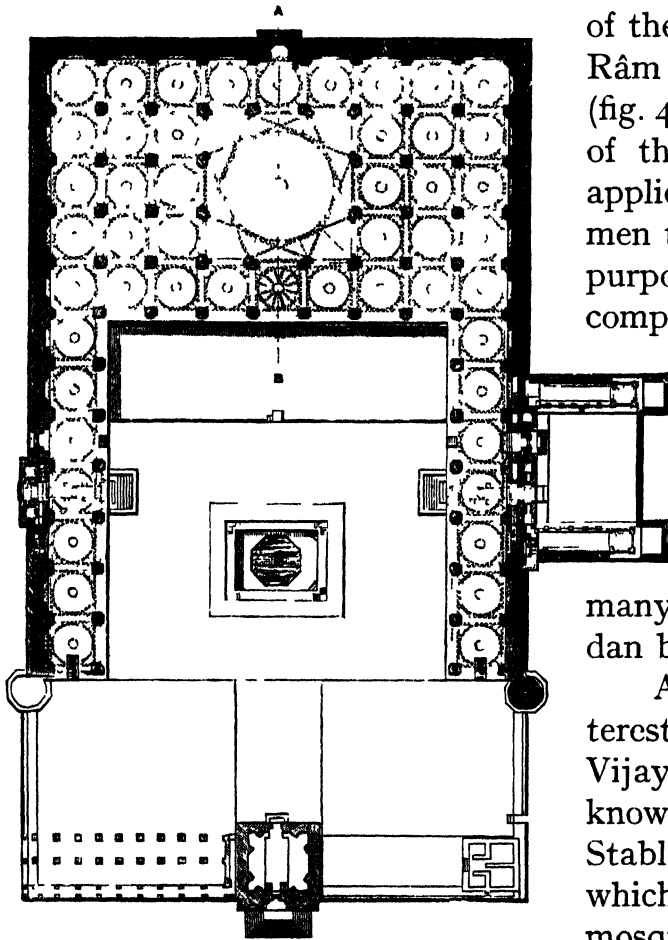 A
of the
Râm
(fig. 4
of th
applic
men t
purpo
comp
B
many
dan b
A
terest
Vijay
know
Stabl
which
mosq